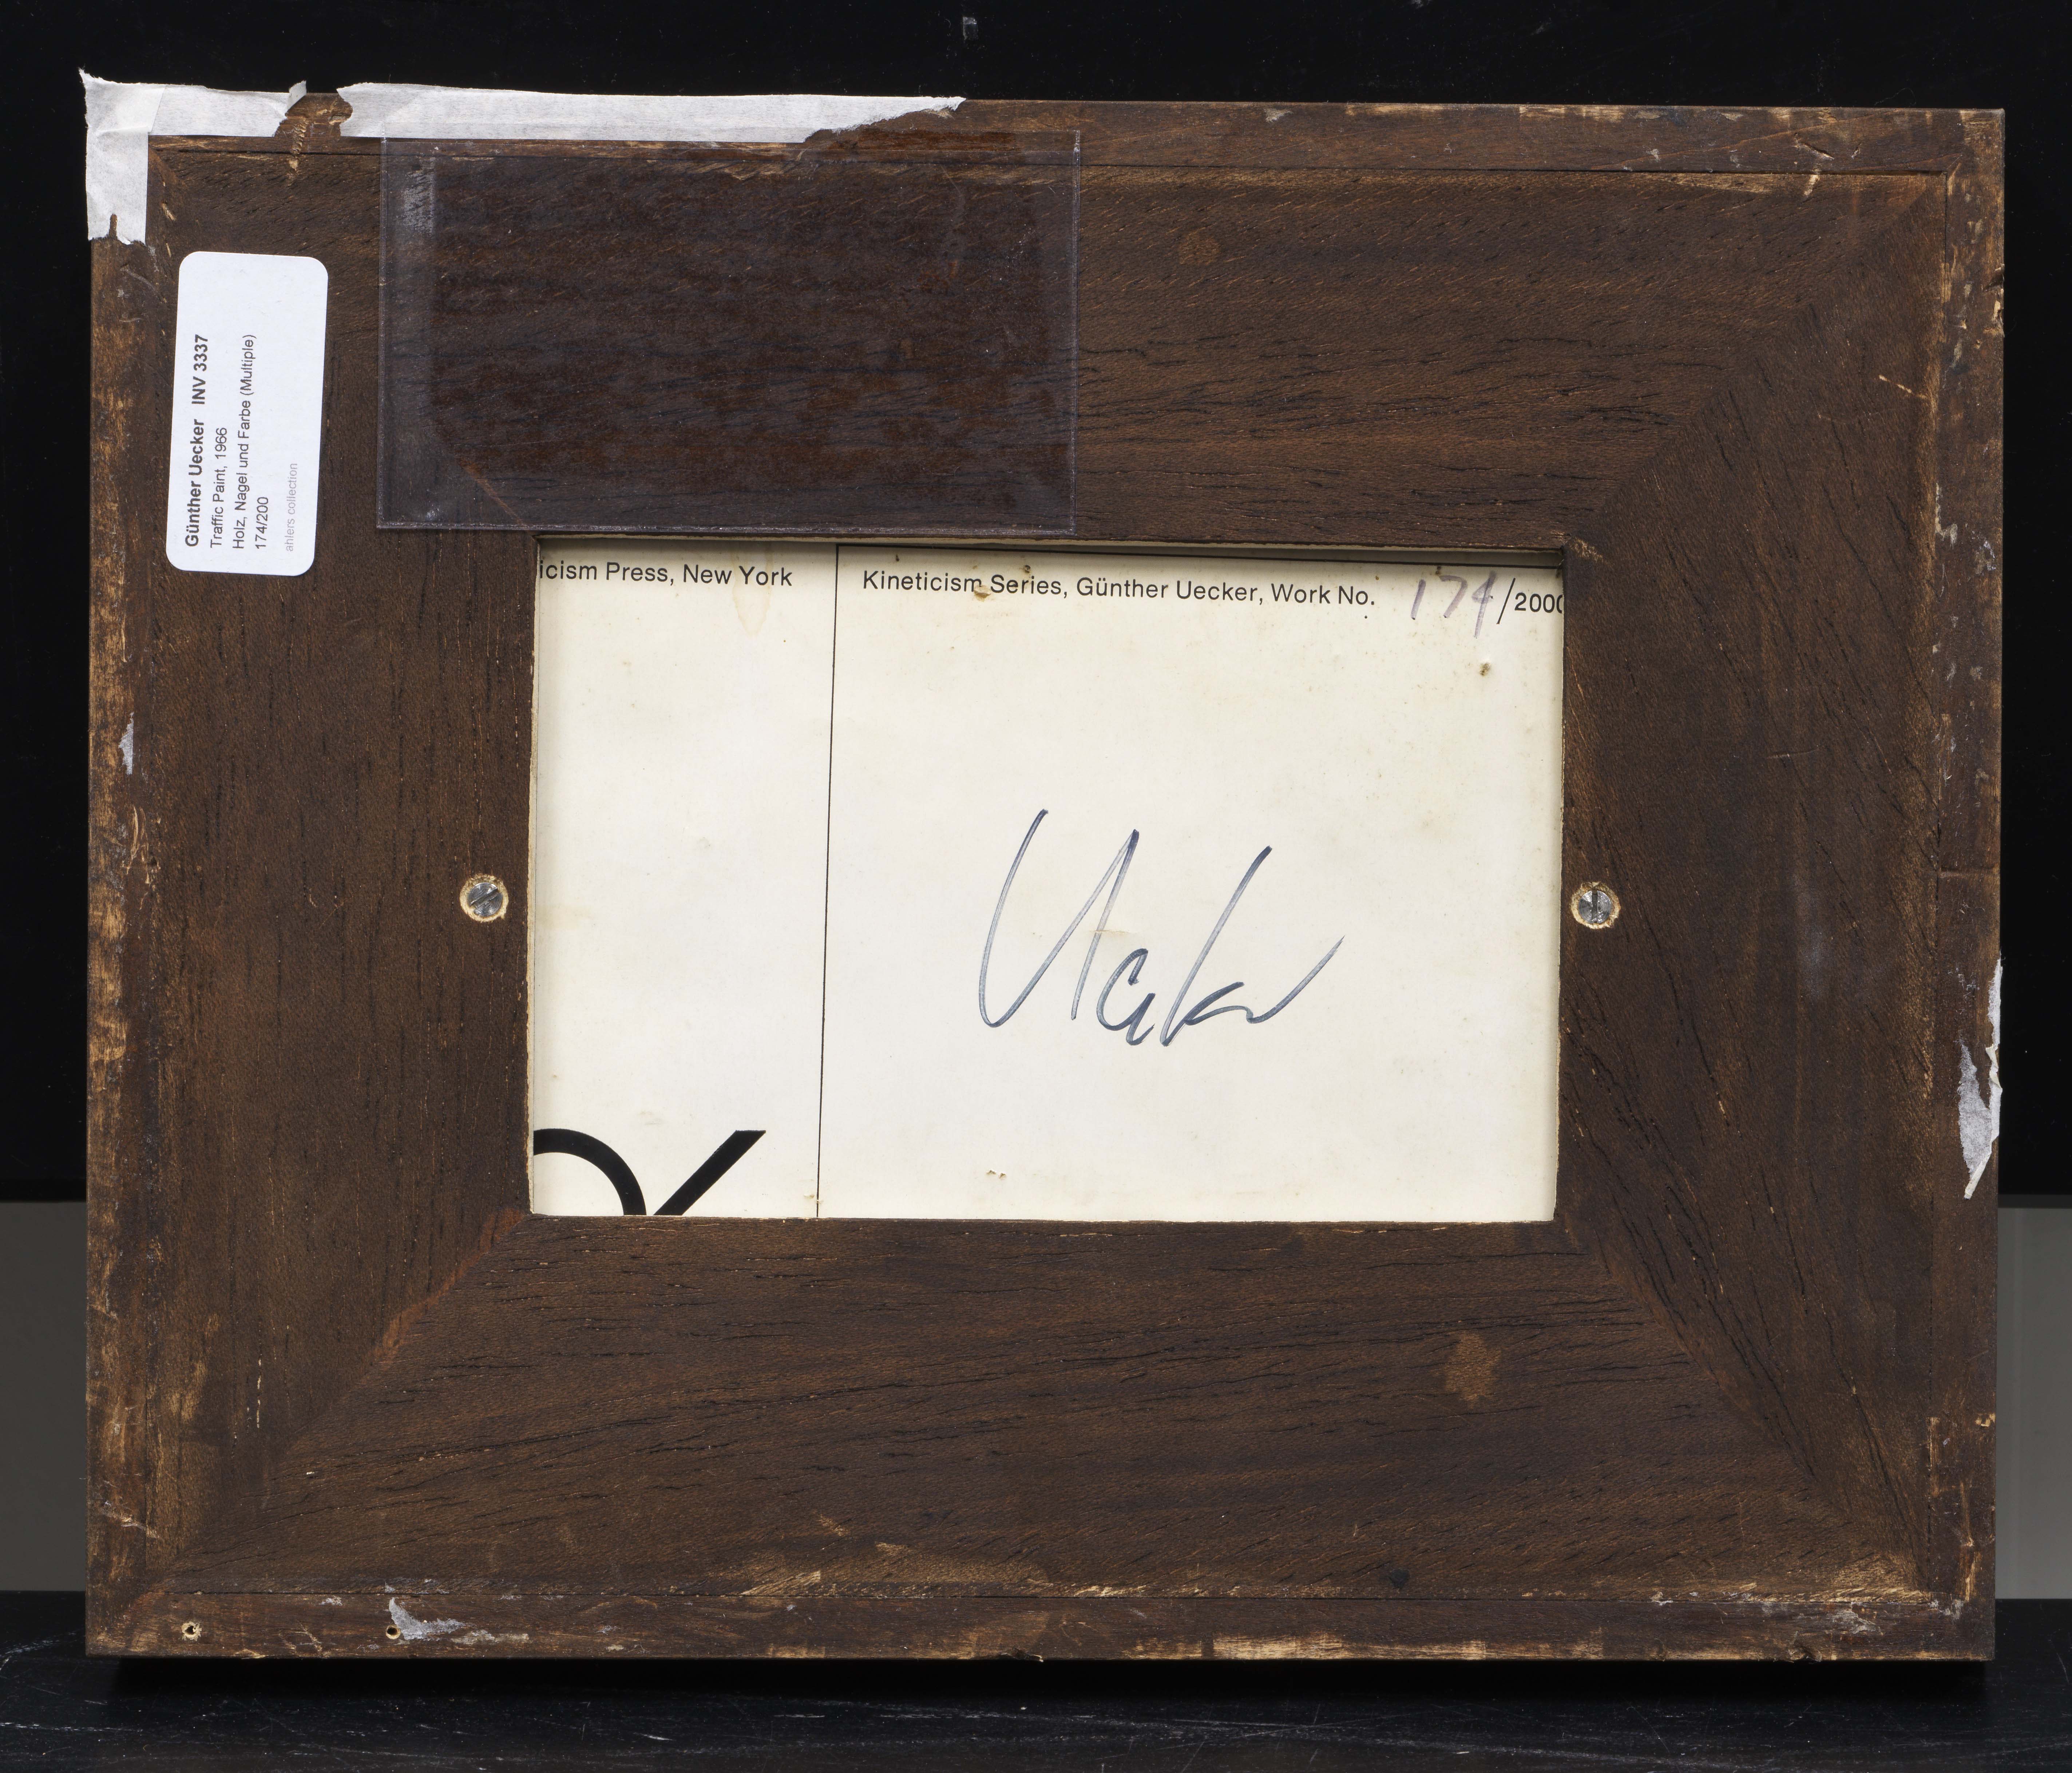 Günther Uecker INV 3337
Traffic Paint, 1966
Holz, Nagel und Farbe (Multiple)
174/200
ahlers collection
icism Press, New York
Kineticism Series, Günther Uecker, Work No. 174/2000
Uecker